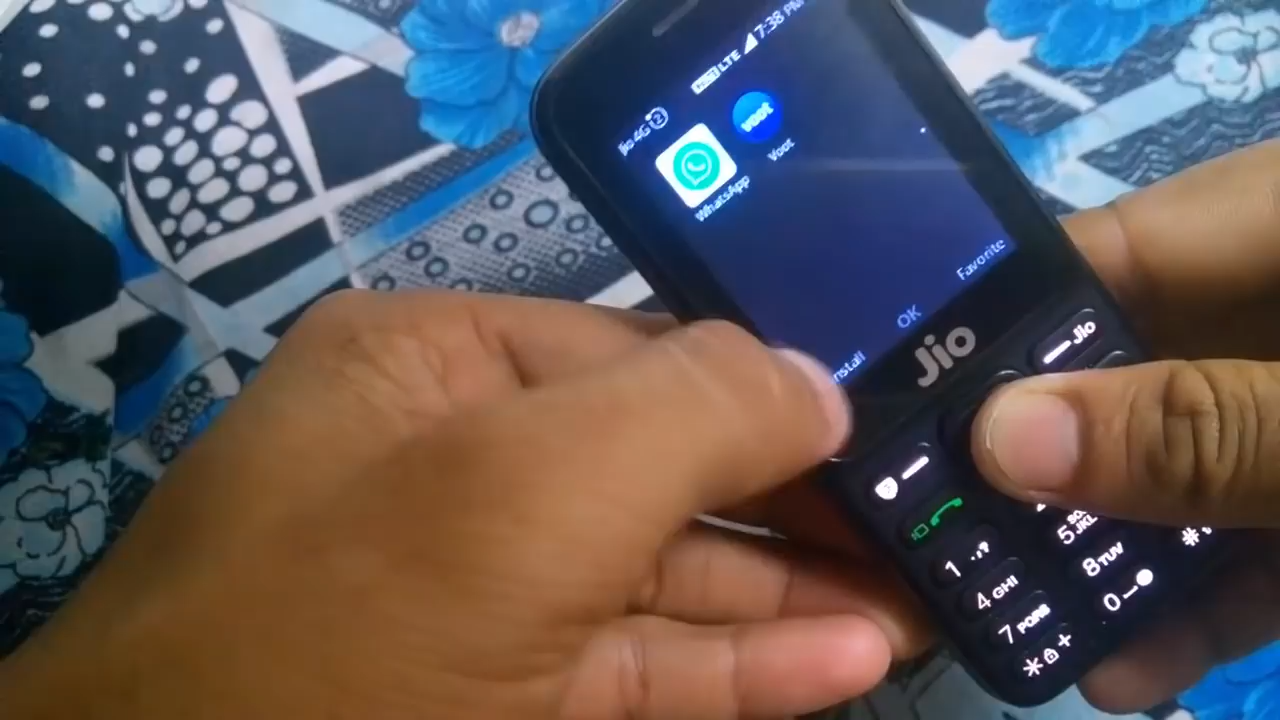 Jio 4G 2 LTE 7:38 PM
WhatsApp
voot
Voot
nstall OK Favorite
Jio
Jio
1 .,?
4 GHI
5 JKL
7 PQRS
8 TUV
0
*
+
#